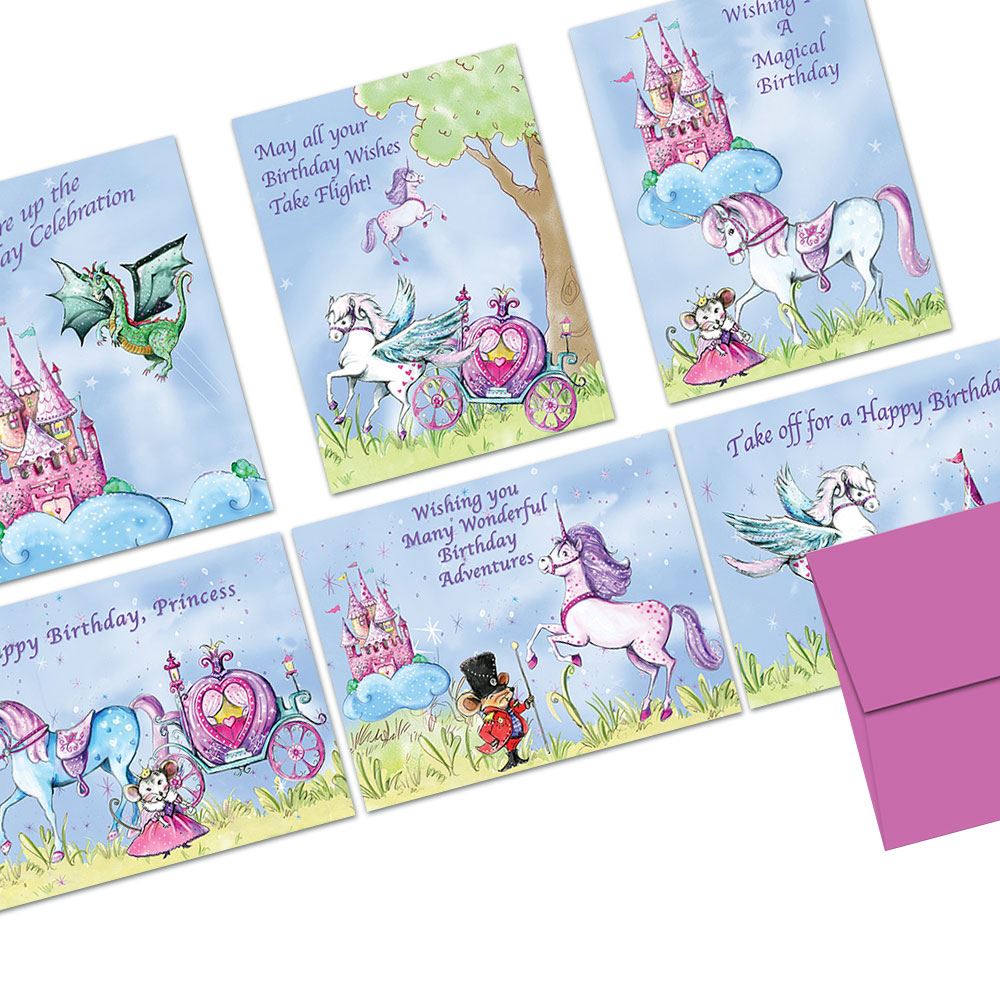 up the
Celebration
May all your
Birthday Wishes
Take Flight!
Wishing
A
Magical
Birthday
Birthday, Princess
Wishing you
Many Wonderful
Birthday
Adventures
Take off for a Happy